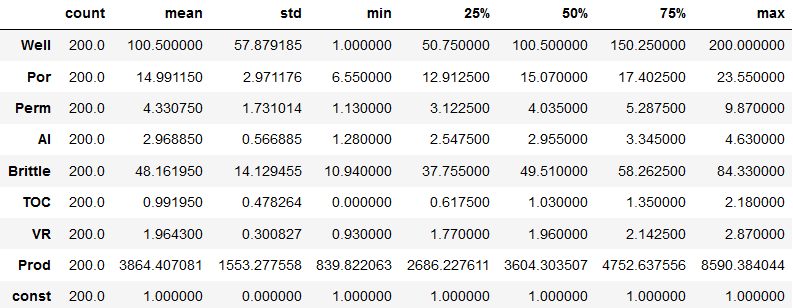 count mean std min 25% 50% 75% max
Well 200.0 100.500000 57.879185 1.000000 50.750000 100.500000 150.250000 200.000000
Por 200.0 14.991150 2.971176 6.550000 12.912500 15.070000 17.402500 23.550000
Perm 200.0 4.330750 1.731014 1.130000 3.122500 4.035000 5.287500 9.870000
AI 200.0 2.968850 0.566885 1.280000 2.547500 2.955000 3.345000 4.630000
Brittle 200.0 48.161950 14.129455 10.940000 37.755000 49.510000 58.262500 84.330000
TOC 200.0 0.991950 0.478264 0.000000 0.617500 1.030000 1.350000 2.180000
VR 200.0 1.964300 0.300827 0.930000 1.770000 1.960000 2.142500 2.870000
Prod 200.0 3864.407081 1553.277558 839.822063 2686.227611 3604.303507 4752.637556 8590.384044
const 200.0 1.000000 0.000000 1.000000 1.000000 1.000000 1.000000 1.000000